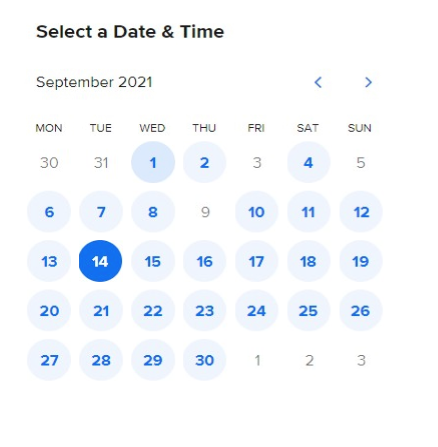 Select a Date & Time
September 2021
MON TUE WED THU FRI SAT SUN
30 31 1 2 3 4 5
6 7 8 9 10 11 12
13 14 15 16 17 18 19
20 21 22 23 24 25 26
27 28 29 30 1 2 3